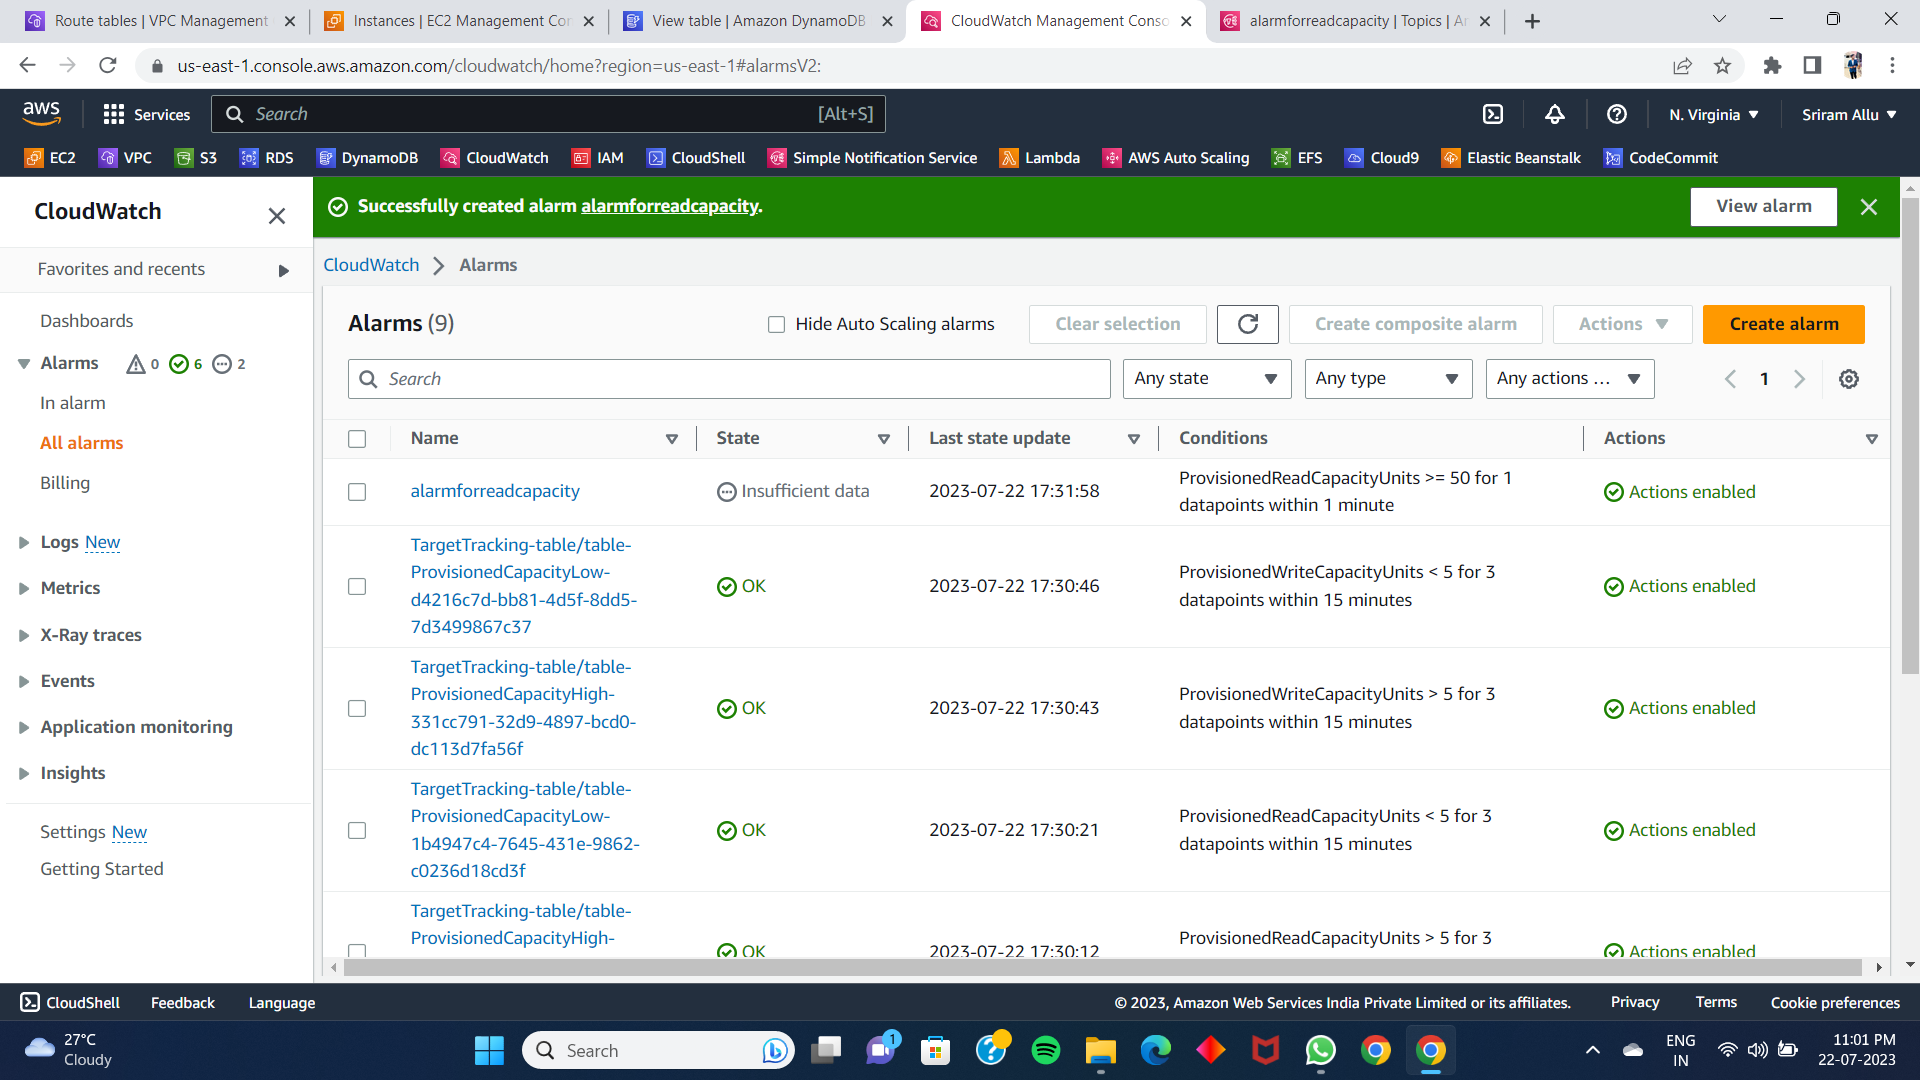 Route tables | VPC Management
Instances | EC2 Management Con
View table | Amazon DynamoDB
CloudWatch Management Conso
alarmforreadcapacity | Topics | Am
us-east-1.console.aws.amazon.com/cloudwatch/home?region=us-east-1#alarmsV2:
aws
Services
Search
[Alt+S]
N. Virginia
Sriram Allu
EC2
VPC
S3
RDS
DynamoDB
CloudWatch
IAM
CloudShell
Simple Notification Service
Lambda
AWS Auto Scaling
EFS
Cloud9
Elastic Beanstalk
CodeCommit
CloudWatch
Favorites and recents
Dashboards
Alarms 0 6 2
In alarm
All alarms
Billing
Logs New
Metrics
X-Ray traces
Events
Application monitoring
Insights
Settings New
Getting Started
Successfully created alarm alarmforreadcapacity.
View alarm
CloudWatch
Alarms
Alarms (9)
Hide Auto Scaling alarms
Clear selection
Create composite alarm
Actions
Create alarm
Search
Any state
Any type
Any actions ...
1
Name
State
Last state update
Conditions
Actions
alarmforreadcapacity
Insufficient data
2023-07-22 17:31:58
ProvisionedReadCapacityUnits >= 50 for 1
datapoints within 1 minute
Actions enabled
TargetTracking-table/table-
ProvisionedCapacityLow-
d4216c7d-bb81-4d5f-8dd5-
7d3499867c37
OK
2023-07-22 17:30:46
ProvisionedWriteCapacityUnits < 5 for 3
datapoints within 15 minutes
Actions enabled
TargetTracking-table/table-
ProvisionedCapacityHigh-
331cc791-32d9-4897-bcd0-
dc113d7fa56f
OK
2023-07-22 17:30:43
ProvisionedWriteCapacityUnits > 5 for 3
datapoints within 15 minutes
Actions enabled
TargetTracking-table/table-
ProvisionedCapacityLow-
1b4947c4-7645-431e-9862-
c0236d18cd3f
OK
2023-07-22 17:30:21
ProvisionedReadCapacityUnits < 5 for 3
datapoints within 15 minutes
Actions enabled
TargetTracking-table/table-
ProvisionedCapacityHigh-
OK
2023-07-22 17:30:12
ProvisionedReadCapacityUnits > 5 for 3
Actions enabled
CloudShell
Feedback
Language
© 2023, Amazon Web Services India Private Limited or its affiliates.
Privacy
Terms
Cookie preferences
27°C
Cloudy
Search
1
ENG
IN
11:01 PM
22-07-2023